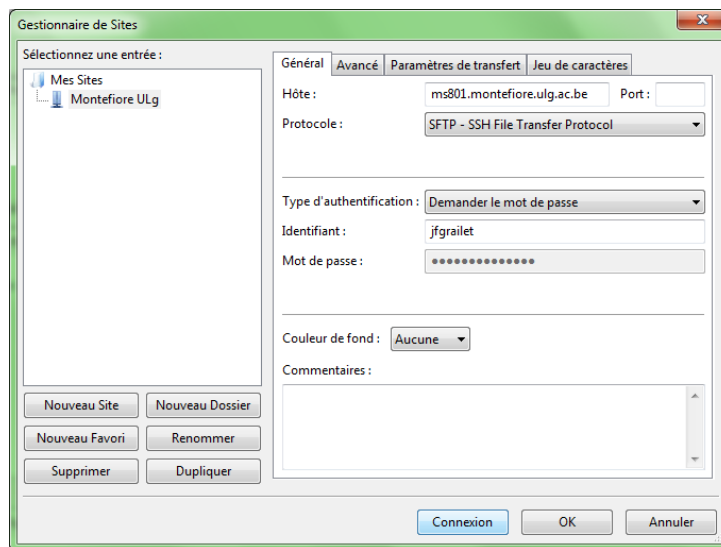 Gestionnaire de Sites
Sélectionnez une entrée :
Mes Sites
Montefiore ULg
Nouveau Site Nouveau Dossier
Nouveau Favori Renommer
Supprimer Dupliquer
Général Avancé Paramètres de transfert Jeu de caractères
Hôte : ms801.montefiore.ulg.ac.be Port :
Protocole : SFTP - SSH File Transfer Protocol
Type d'authentification : Demander le mot de passe
Identifiant : jfgrailet
Mot de passe : ●●●●●●●●●●●●●●
Couleur de fond : Aucune
Commentaires :
Connexion OK Annuler